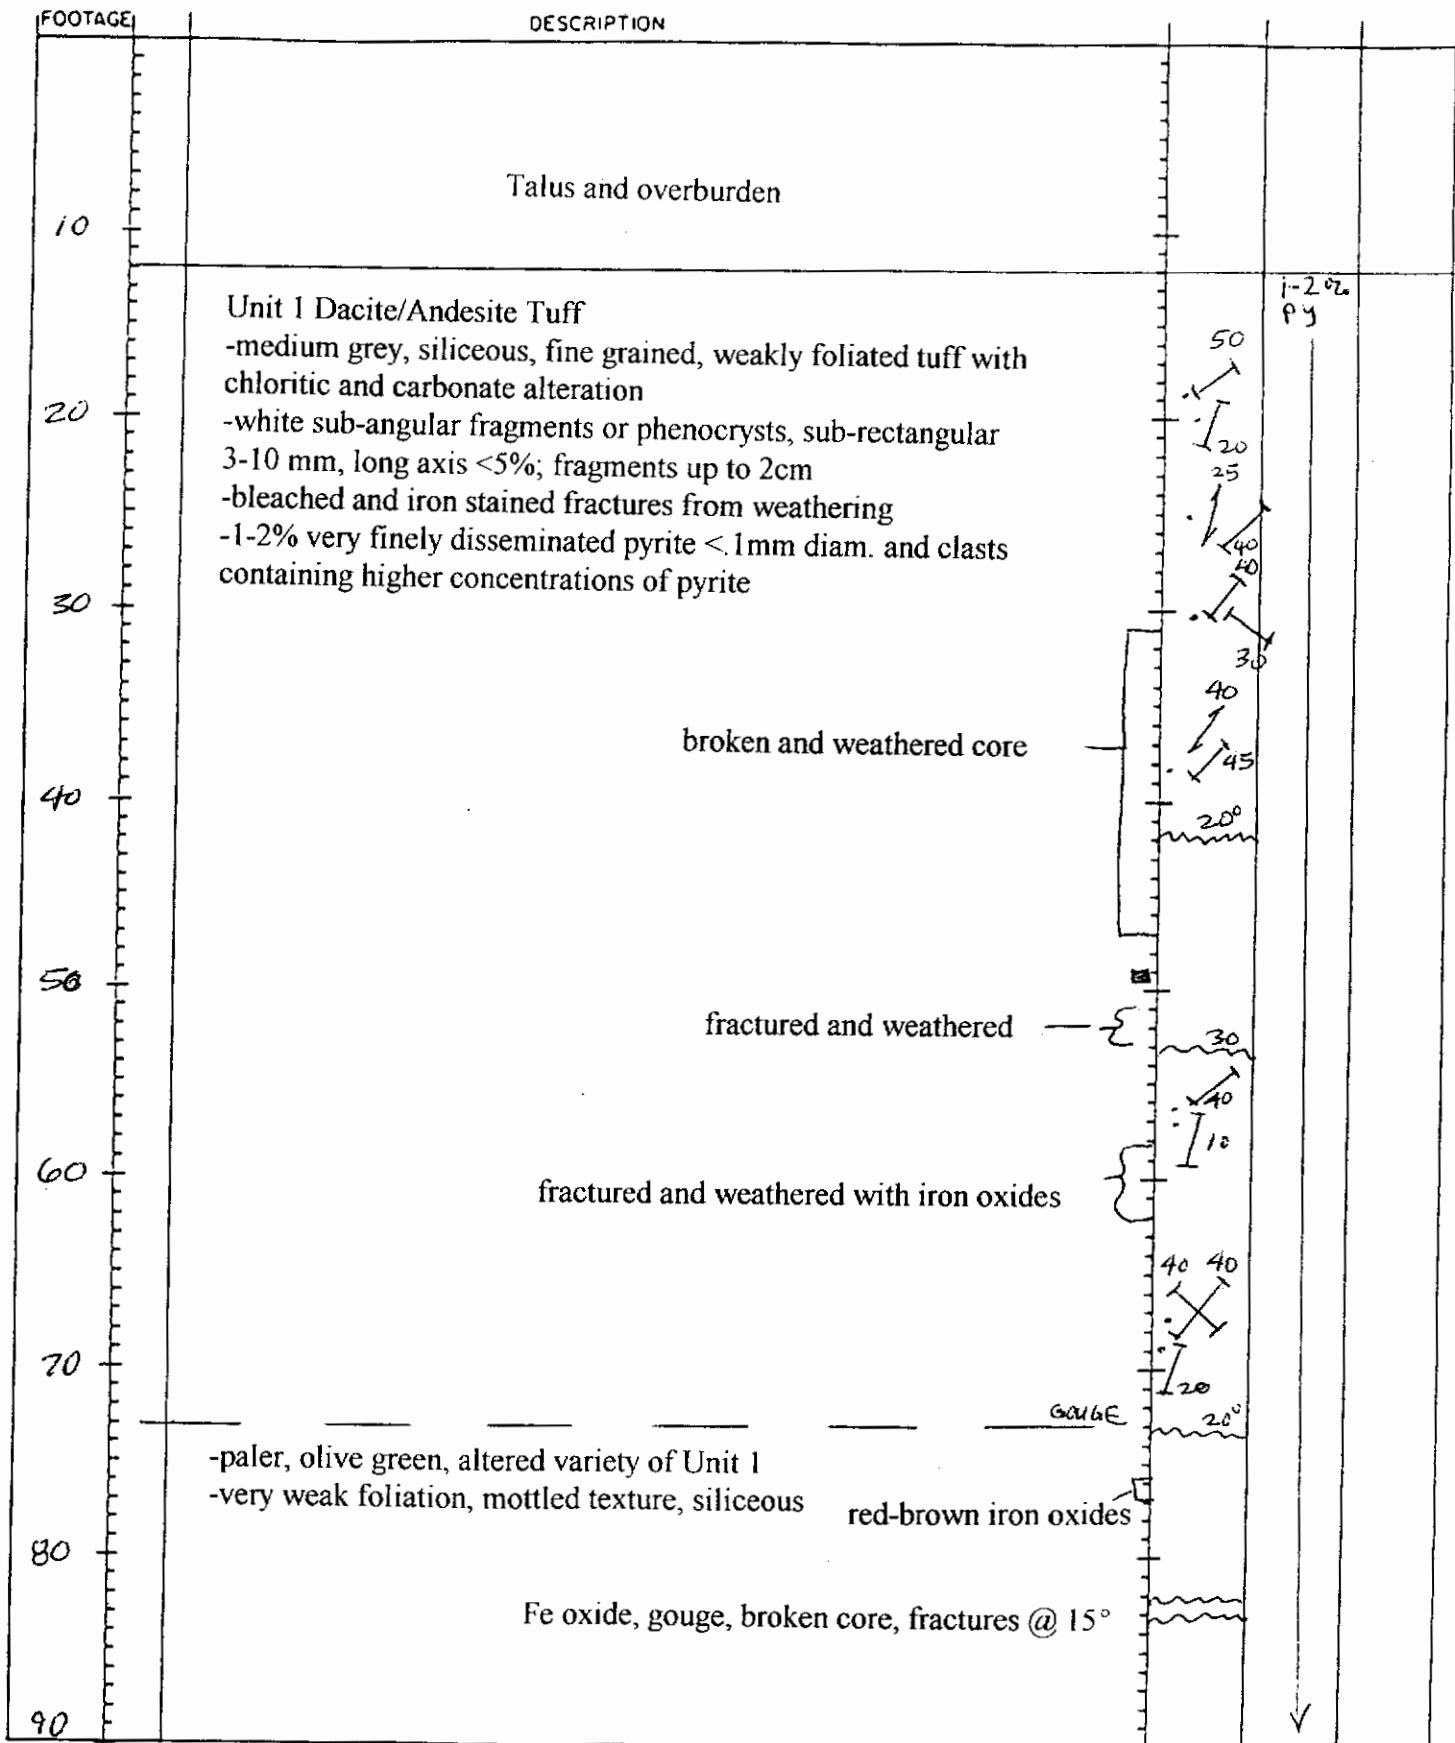 FOOTAGE DESCRIPTION
Talus and overburden
10
1-2%
py
Unit 1 Dacite/Andesite Tuff
-medium grey, siliceous, fine grained, weakly foliated tuff with
50
chloritic and carbonate alteration
20
-white sub-angular fragments or phenocrysts, sub-rectangular
20
3-10 mm, long axis <5%; fragments up to 2cm
25
-bleached and iron stained fractures from weathering
-1-2% very finely disseminated pyrite <.1mm diam. and clasts
40
containing higher concentrations of pyrite
40
30
30
40
broken and weathered core
45
40
20°
50
fractured and weathered
30
40
10
60
fractured and weathered with iron oxides
40 40
70
20
GOUGE 20°
-paler, olive green, altered variety of Unit 1
-very weak foliation, mottled texture, siliceous
red-brown iron oxides
80
Fe oxide, gouge, broken core, fractures @ 15°
90